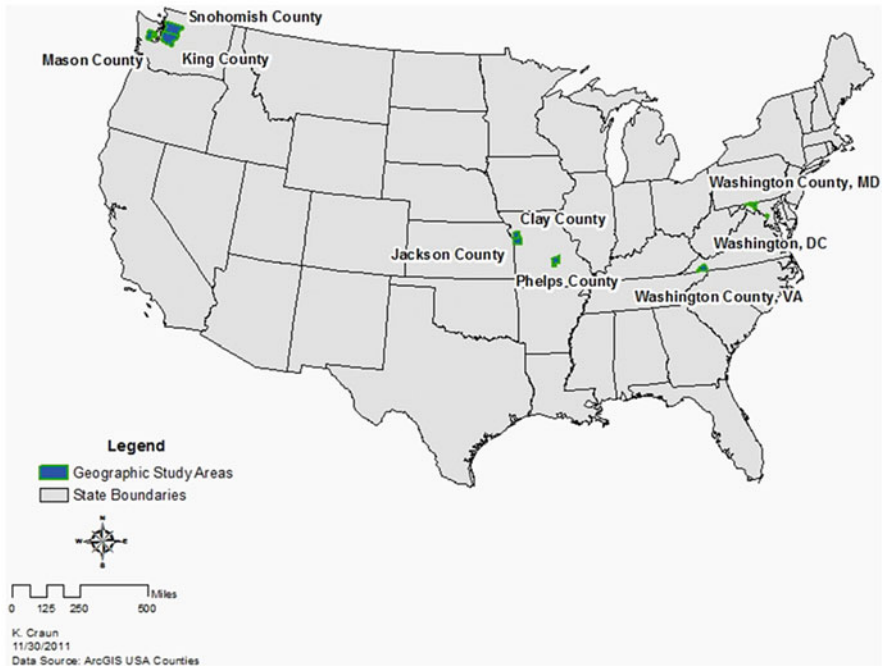 Snohomish County
Mason County
King County
Washington County, MD
Clay County
Jackson County
Washington, DC
Phelps County
Washington County, VA
Legend
Geographic Study Areas
State Boundaries
N
W E
S
Miles
0 125 250 500
K. Craun
11/30/2011
Data Source: ArcGIS USA Counties